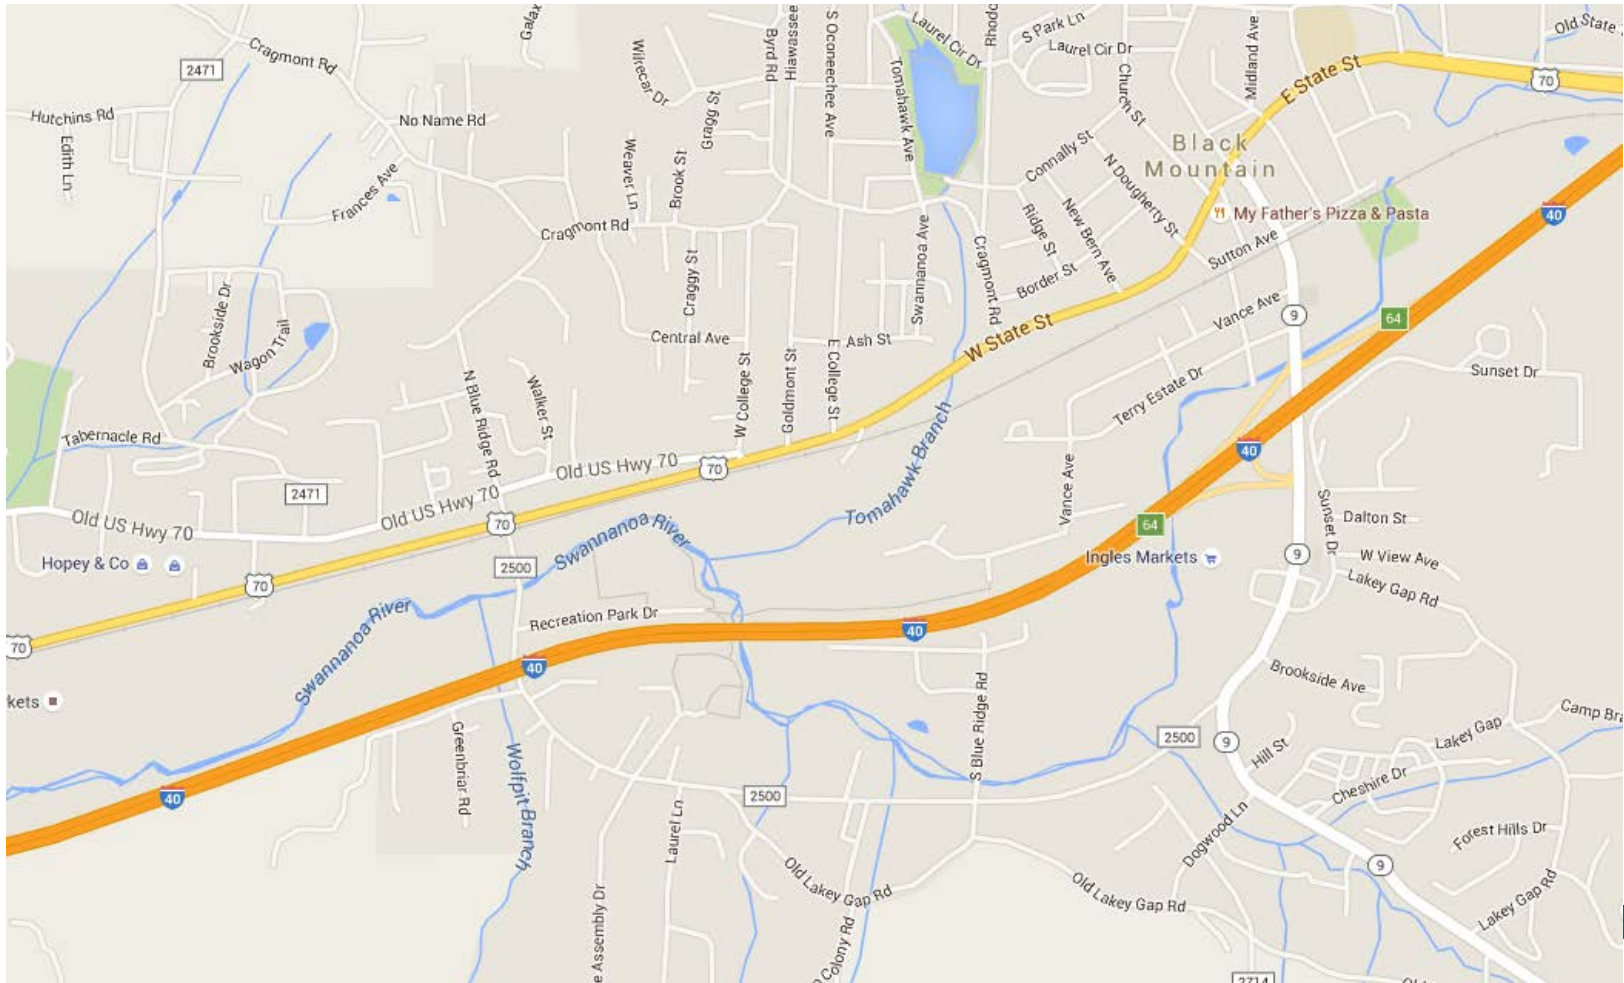 Cragmont Rd
2471
Galax
Hutchins Rd
Edith Ln
No Name Rd
Frances Ave
Wilrecar Dr
Gragg St
Byrd Rd
Hiawassee
S Oconeechee Ave
Tomahawk Ave
Laurel Cir Dr
Rhodo
S Park Ln
Laurel Cir Dr
Church St
Midland Ave
E State St
Old State
70
Weaver Ln
Brook St
Cragmont Rd
Connally St
N Dougherty St
Black
Mountain
My Father's Pizza & Pasta
40
Ridge St
New Bern Ave
Sutton Ave
Swannanoa Ave
Cragmont Rd
Border St
Craggy St
Brookside Dr
Wagon Trail
Central Ave
Ash St
W State St
Vance Ave
9
64
Sunset Dr
N Blue Ridge Rd
Walker St
W College St
Goldmont St
E College St
Terry Estate Dr
Tabernacle Rd
Old US Hwy 70
70
Tomahawk Branch
40
Vance Ave
2471
Old US Hwy 70
Old US Hwy 70
70
Sunset Dr
Dalton St
64
Hopey & Co
Swannanoa River
2500
70
Ingles Markets
9
W View Ave
Lakey Gap Rd
Swannanoa River
Recreation Park Dr
40
70
40
kets
Brookside Ave
S Blue Ridge Rd
Greenbriar Rd
Wolfpit Branch
2500
9
Hill St
Lakey Gap
Camp Bra
40
2500
Cheshire Dr
Laurel Ln
Dogwood Ln
Forest Hills Dr
Old Lakey Gap Rd
Old Lakey Gap Rd
9
Lakey Gap Rd
e Assembly Dr
Colony Rd
2714